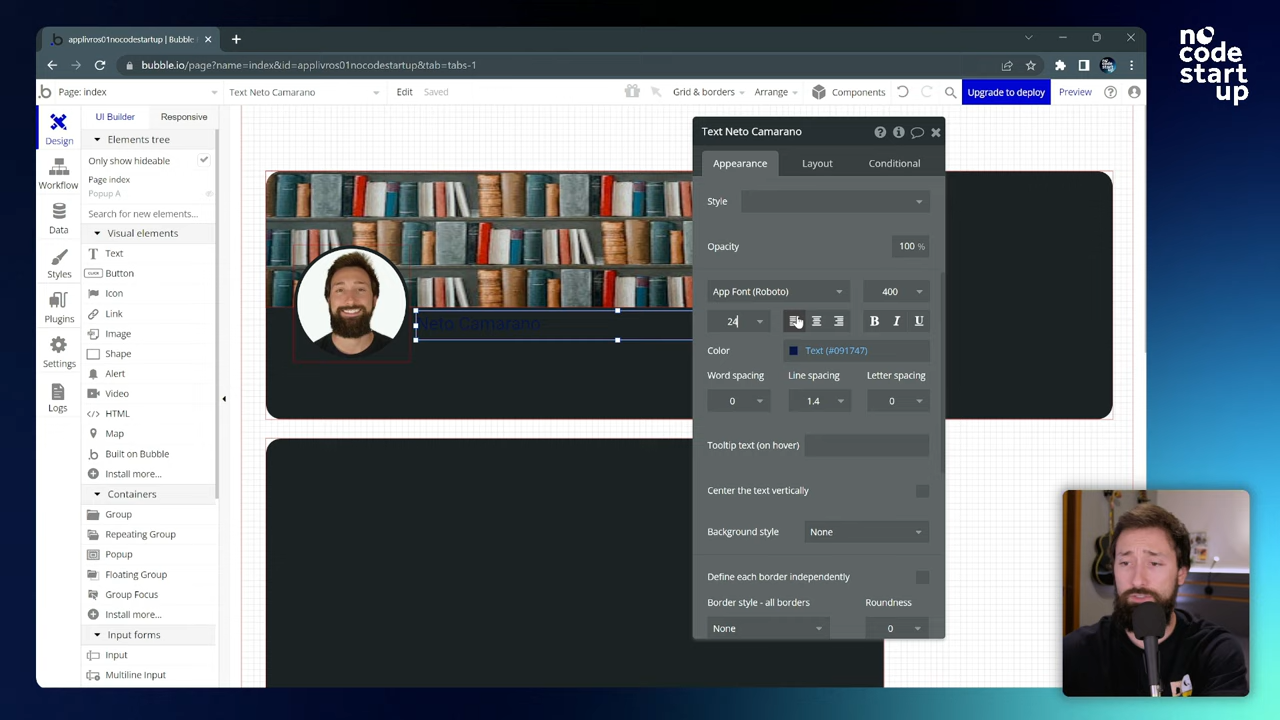 no
code
start
up
applivros01nocodestartup | Bubble
bubble.io/page?name=index&id=applivros01nocodestartup&tab=tabs-1
Page: index
Text Neto Camarano
Edit
Saved
Grid & borders
Arrange
Components
Upgrade to deploy
Preview
Design
Workflow
Data
Styles
Plugins
Settings
Logs
UI Builder
Responsive
Elements tree
Only show hideable
Page index
Popup A
Search for new elements...
Visual elements
Text
CLICK
Button
Icon
Link
Image
Shape
Alert
Video
</> HTML
Map
Built on Bubble
Install more...
Containers
Group
Repeating Group
Popup
Floating Group
Group Focus
Install more...
Input forms
Input
Multiline Input
Neto Camarano
Text Neto Camarano
Appearance
Layout
Conditional
Style
Opacity
100 %
App Font (Roboto)
400
24
B
I
U
Color
Text (#091747)
Word spacing
Line spacing
Letter spacing
0
1.4
0
Tooltip text (on hover)
Center the text vertically
Background style
None
Define each border independently
Border style - all borders
Roundness
None
0